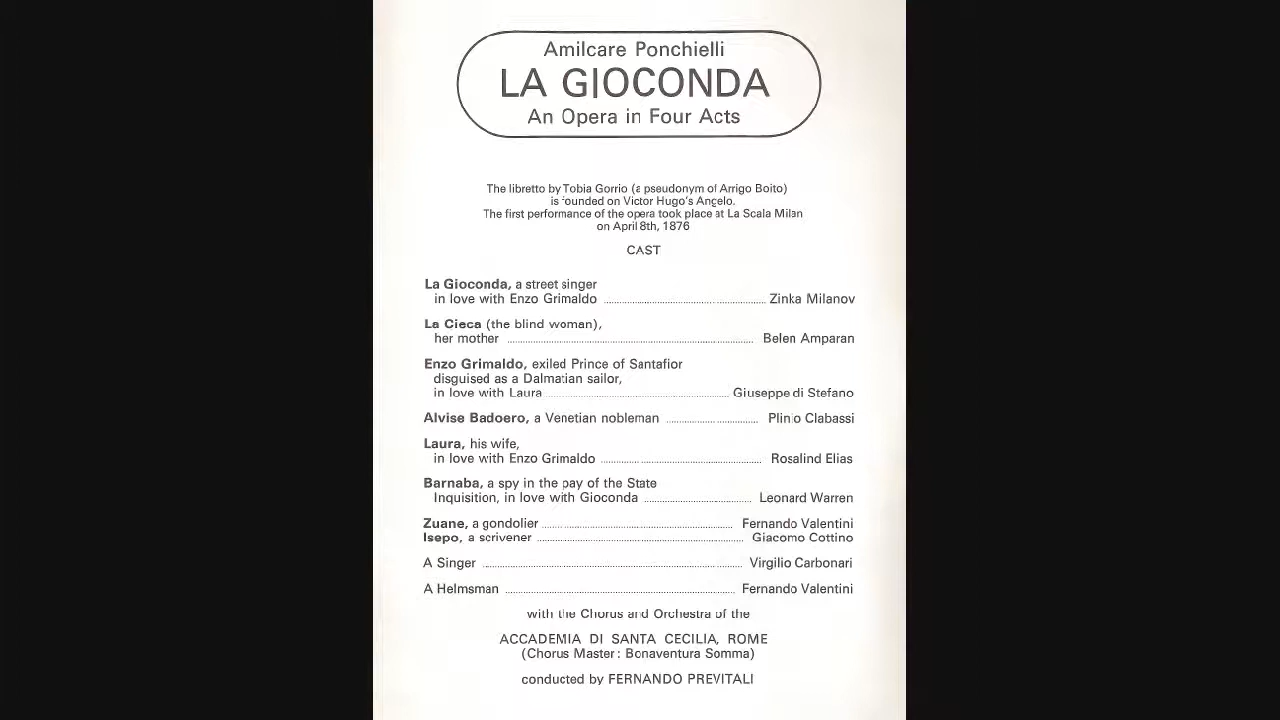 Amilcare Ponchielli
LA GIOCONDA
An Opera in Four Acts
The libretto by Tobia Gorrio (a pseudonym of Arrigo Boito)
is founded on Victor Hugo's Angelo.
The first performance of the opera took place at La Scala Milan
on April 8th, 1876
CAST
La Gioconda, a street singer
in love with Enzo Grimaldo ........ Zinka Milanov
La Cieca (the blind woman),
her mother ........ Belen Amparan
Enzo Grimaldo, exiled Prince of Santafior
disguised as a Dalmatian sailor,
in love with Laura ........ Giuseppe di Stefano
Alvise Badoero, a Venetian nobleman ........ Plinio Clabassi
Laura, his wife,
in love with Enzo Grimaldo ........ Rosalind Elias
Barnaba, a spy in the pay of the State
Inquisition, in love with Gioconda ........ Leonard Warren
Zuane, a gondolier ........ Fernando Valentini
Isepo, a scrivener ........ Giacomo Cottino
A Singer ........ Virgilio Carbonari
A Helmsman ........ Fernando Valentini
with the Chorus and Orchestra of the
ACCADEMIA DI SANTA CECILIA, ROME
(Chorus Master: Bonaventura Somma)
conducted by FERNANDO PREVITALI